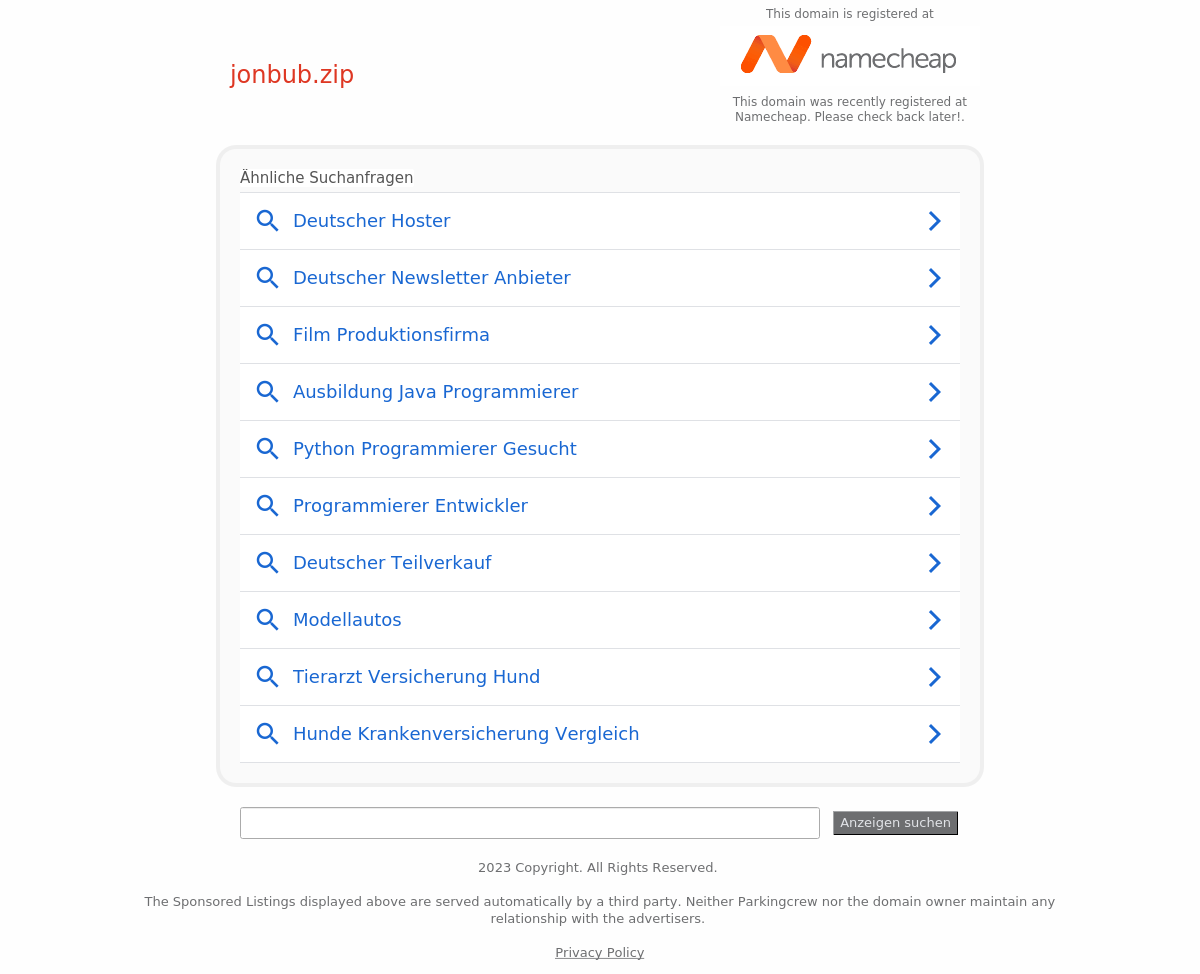 This domain is registered at
namecheap
jonbub.zip
This domain was recently registered at
Namecheap. Please check back later!.
Ähnliche Suchanfragen
Deutscher Hoster
Deutscher Newsletter Anbieter
Film Produktionsfirma
Ausbildung Java Programmierer
Python Programmierer Gesucht
Programmierer Entwickler
Deutscher Teilverkauf
Modellautos
Tierarzt Versicherung Hund
Hunde Krankenversicherung Vergleich
Anzeigen suchen
2023 Copyright. All Rights Reserved.
The Sponsored Listings displayed above are served automatically by a third party. Neither Parkingcrew nor the domain owner maintain any
relationship with the advertisers.
Privacy Policy